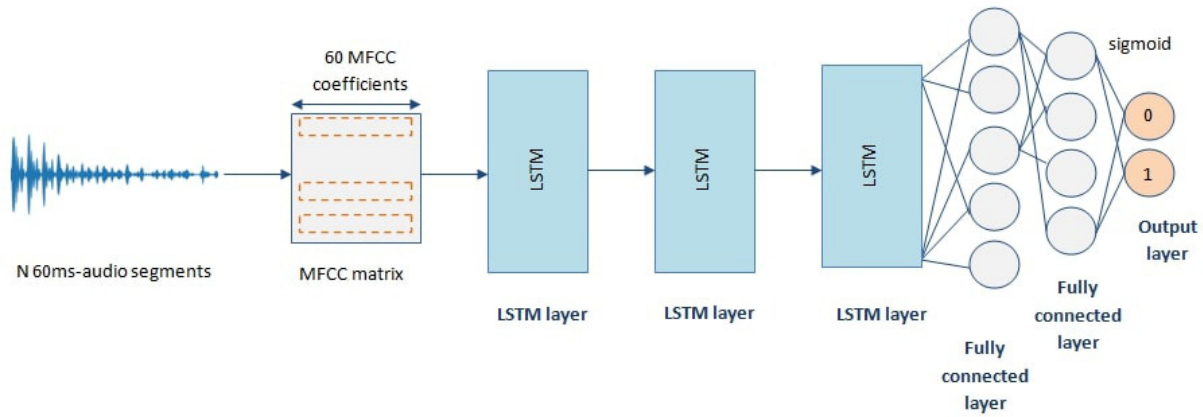 60 MFCC
coefficients
N 60ms-audio segments
MFCC matrix
LSTM
LSTM layer
LSTM
LSTM layer
LSTM
LSTM layer
Fully
connected
layer
Fully
connected
layer
sigmoid
0
1
Output
layer